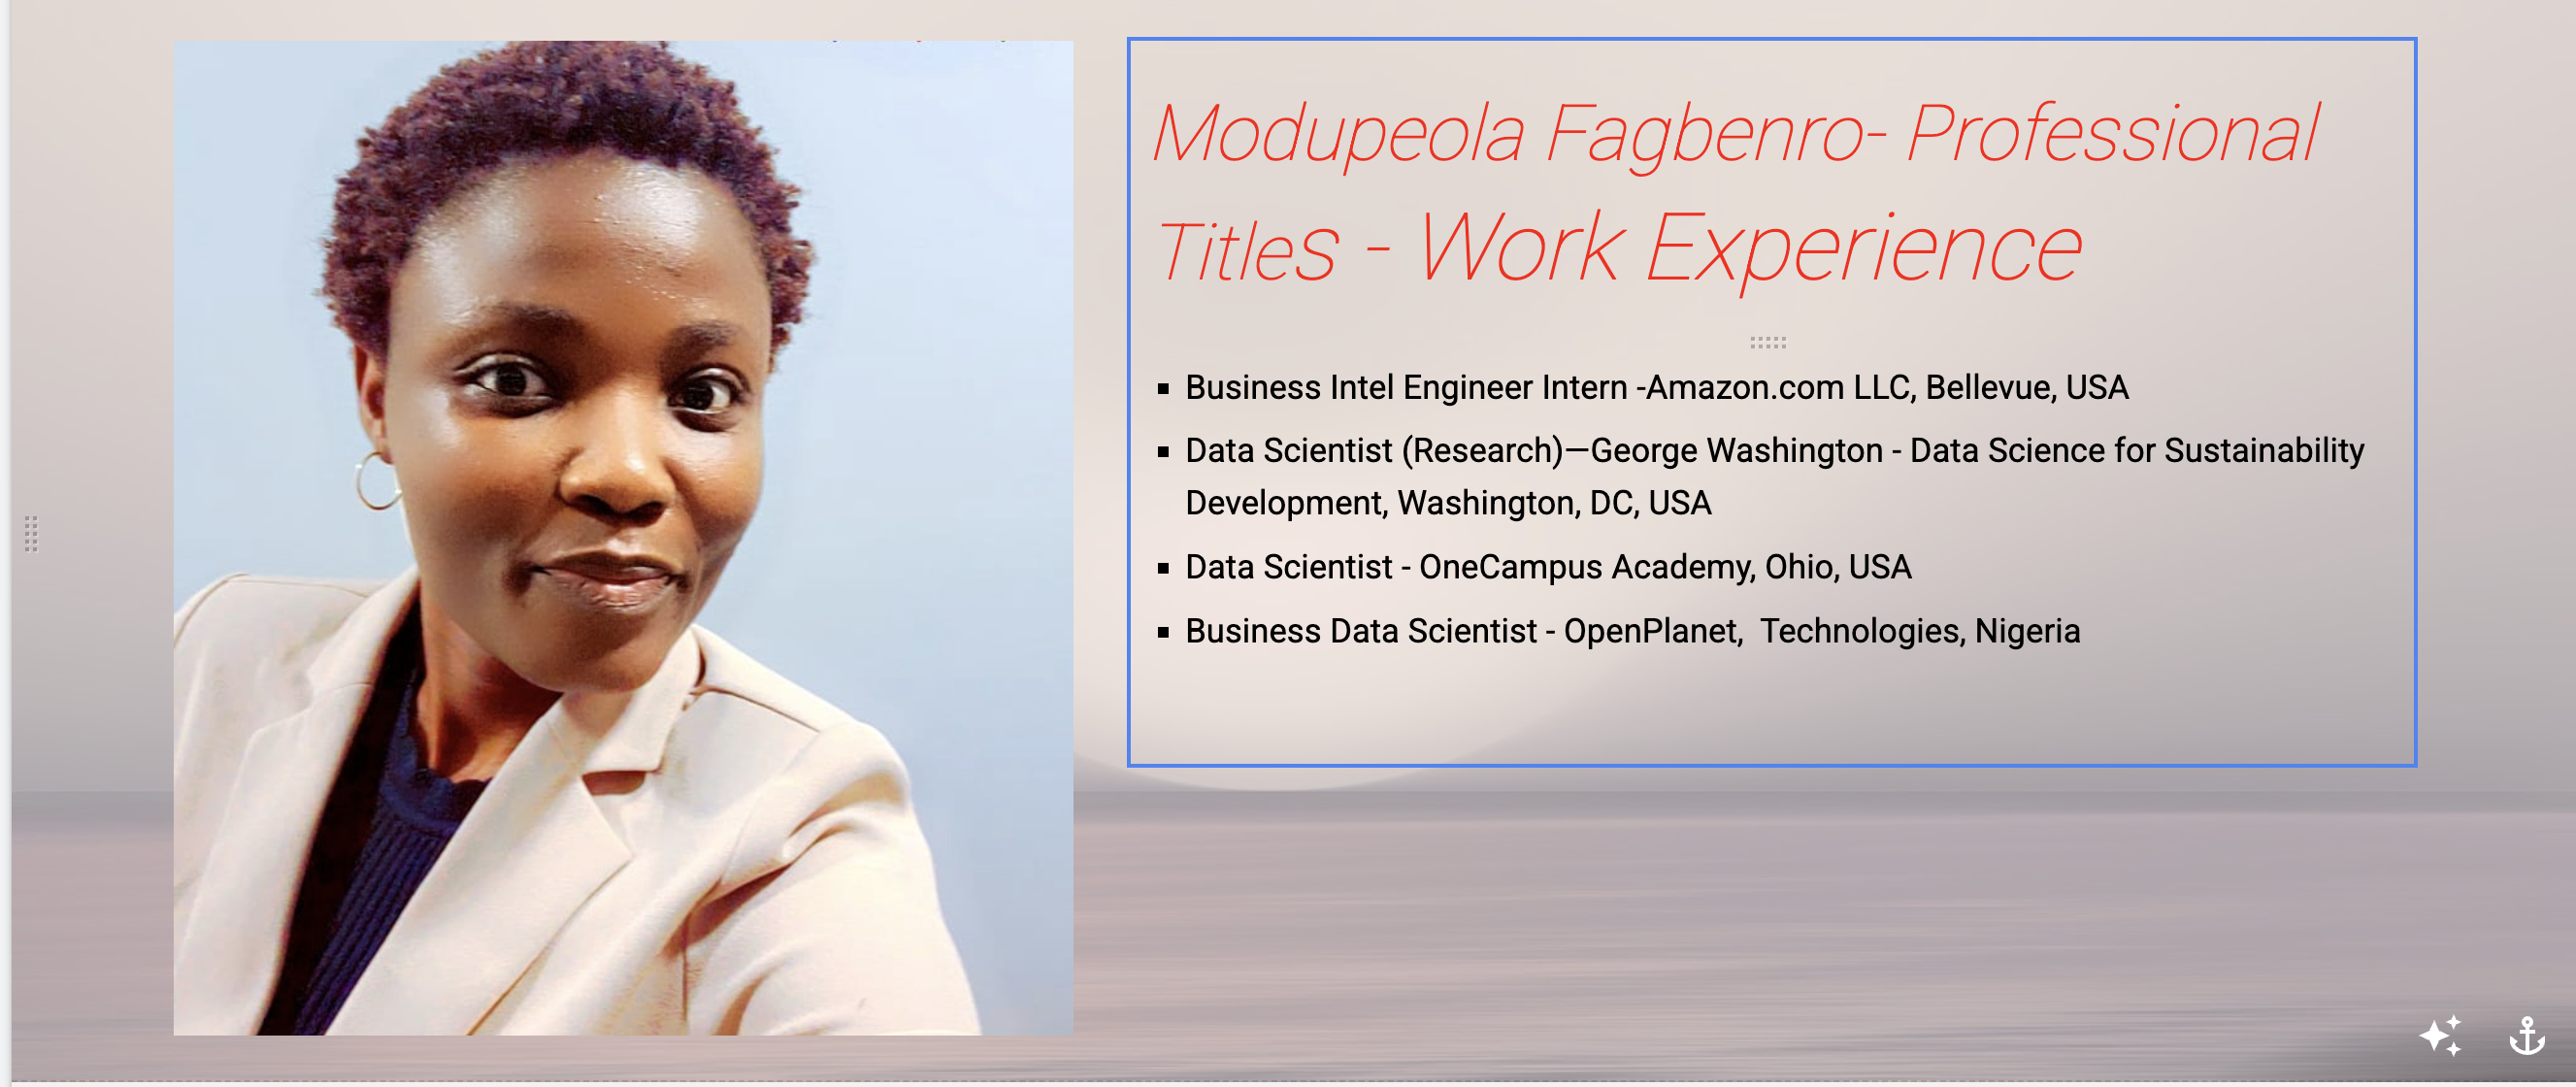 Modupeola Fagbenro- Professional
Titles - Work Experience
Business Intel Engineer Intern -Amazon.com LLC, Bellevue, USA
Data Scientist (Research)—George Washington - Data Science for Sustainability
Development, Washington, DC, USA
Data Scientist - OneCampus Academy, Ohio, USA
Business Data Scientist - OpenPlanet,  Technologies, Nigeria